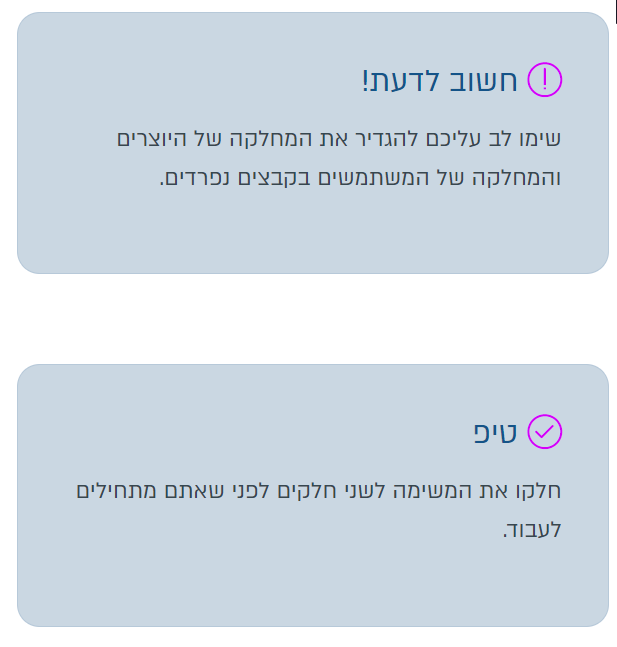 חשוב לדעת!
שימו לב עליכם להגדיר את המחלקה של היוצרים
והמחלקה של המשתמשים בקבצים נפרדים.
טיפ
חלקו את המשימה לשני חלקים לפני שאתם מתחילים
לעבוד.